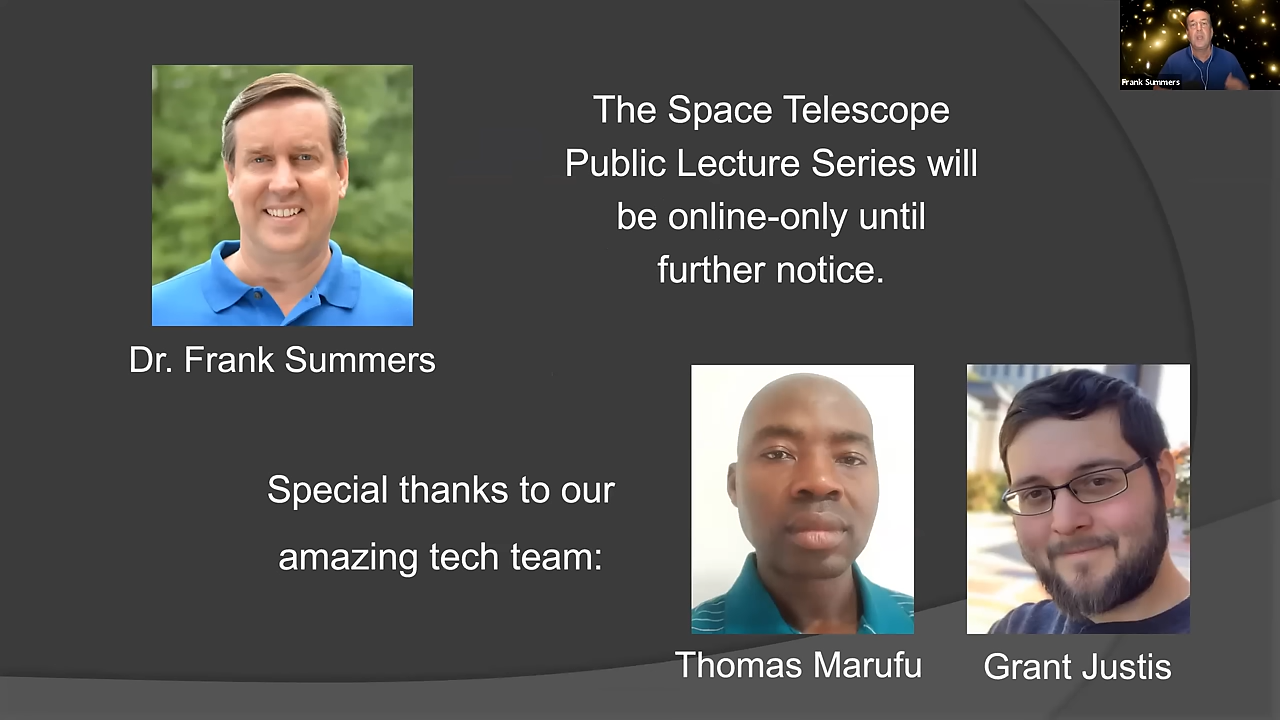 Frank Summers
The Space Telescope
Public Lecture Series will
be online-only until
further notice.
Dr. Frank Summers
Special thanks to our
amazing tech team:
Thomas Marufu
Grant Justis